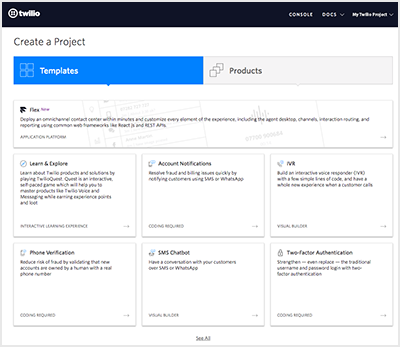 twilio
CONSOLE DOCS My Twilio Project
Create a Project
Templates Products
Flex New
Deploy an omnichannel contact center within minutes and customize every element of the experience, including the agent desktop, channels, interaction routing, and
reporting using common web frameworks like React.js and REST APIs.
APPLICATION PLATFORM
Learn & Explore
Learn about Twilio products and solutions by
playing TwilioQuest. Quest is an interactive,
self-paced game which will help you to
master products like Twilio Voice and
Messaging while earning experience points
and loot
INTERACTIVE LEARNING EXPERIENCE
Account Notifications
Resolve fraud and billing issues quickly by
notifying customers using SMS or WhatsApp
CODING REQUIRED
IVR
Build an interactive voice responder (IVR)
with a few simple lines of code, and have a
whole new experience when a customer calls
VISUAL BUILDER
Phone Verification
Reduce risk of fraud by validating that new
accounts are owned by a human with a real
phone number
CODING REQUIRED
SMS Chatbot
Have a conversation with your customers
over SMS or WhatsApp
VISUAL BUILDER
Two-Factor Authentication
Strengthen — even replace — the traditional
username and password login with two-
factor authentication
CODING REQUIRED
See All